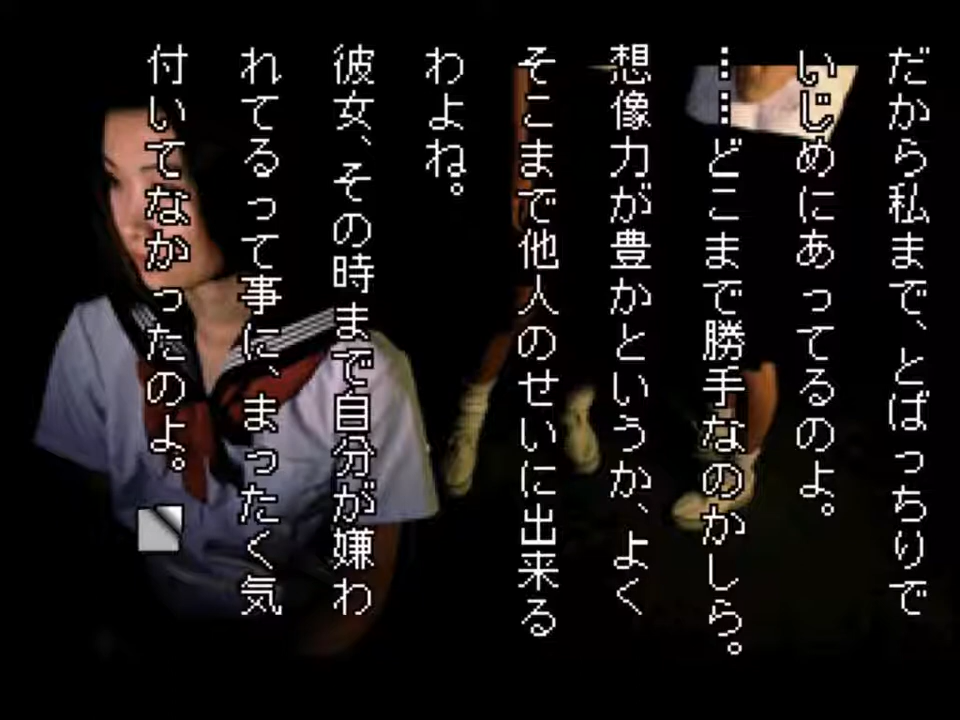 だから私まで、とばっちりで
いじめにあってるのよ。
……どこまで勝手なのかしら。
想像力が豊かというか、よく
そこまで他人のせいに出来る
わよね。
彼女、その時まで自分が嫌わ
れてるって事に、まったく気
付いてなかったのよ。